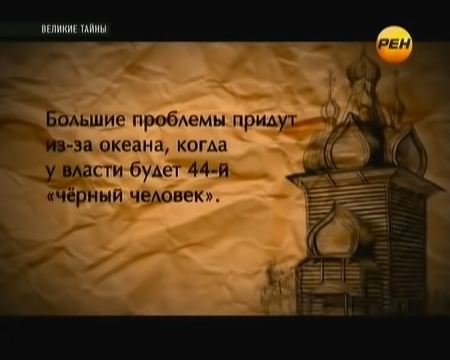 ВЕЛИКИЕ ТАЙНЫ
РЕН
Большие проблемы придут
из-за океана, когда
у власти будет 44-й
«чёрный человек».